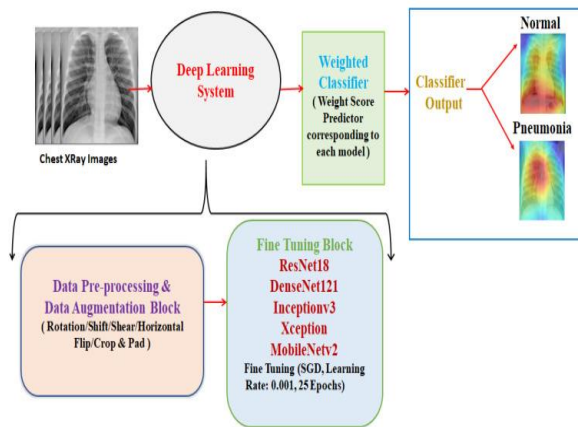 Chest XRay Images
Deep Learning
System
Weighted
Classifier
( Weight Score
Predictor
corresponding to
each model )
Classifier
Output
Normal
Pneumonia
Data Pre-processing &
Data Augmentation Block
( Rotation/Shift/Shear/Horizontal
Flip/Crop & Pad )
Fine Tuning Block
ResNet18
DenseNet121
Inceptionv3
Xception
MobileNetv2
Fine Tuning (SGD, Learning
Rate: 0.001, 25 Epochs)